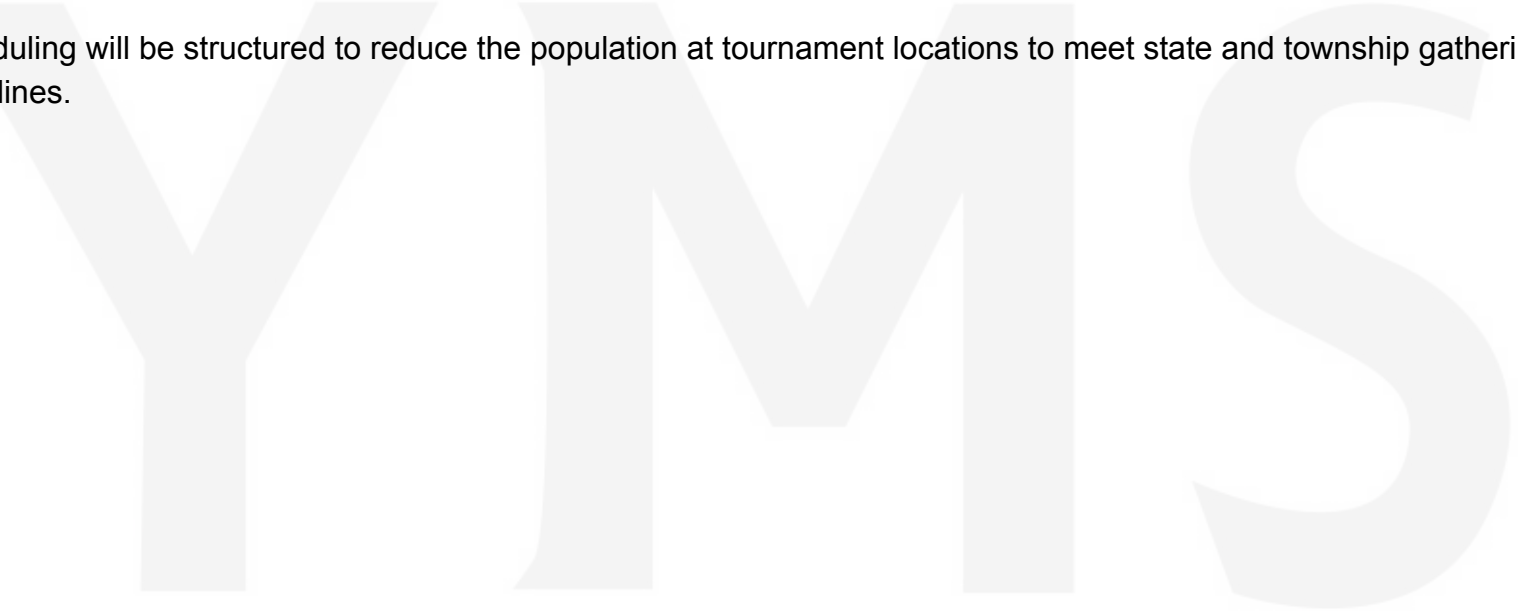 duling will be structured to reduce the population at tournament locations to meet state and township gatheri
lines.
YMS